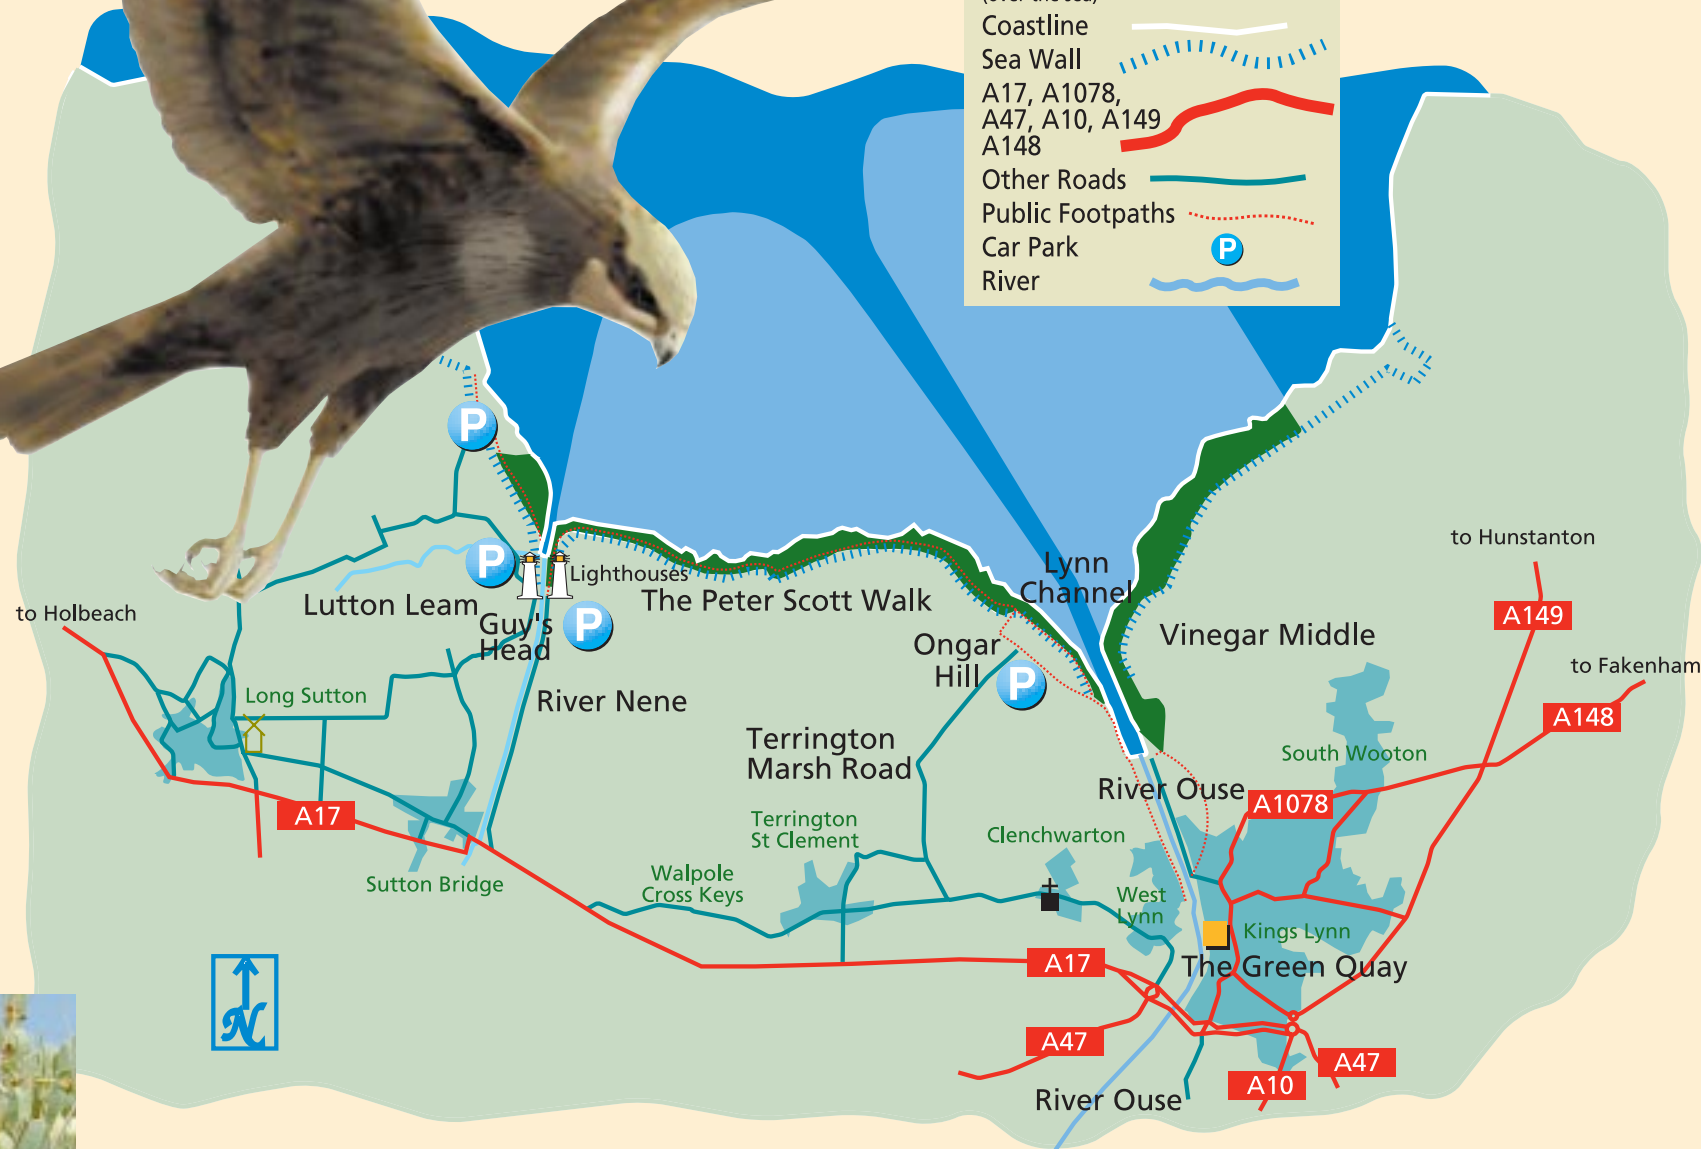 (over the sea)
Coastline
Sea Wall
A17, A1078,
A47, A10, A149
A148
Other Roads
Public Footpaths
Car Park
P
River
P
to Hunstanton
A149
to Fakenham
A148
Lynn
Channel
P
Lighthouses
The Peter Scott Walk
Lutton Leam
to Holbeach
Guy's
Head
P
Ongar
Hill
P
Vinegar Middle
Long Sutton
River Nene
Terrington
Marsh Road
South Wooton
River Ouse
A1078
A17
Terrington
St Clement
Clenchwarton
Sutton Bridge
Walpole
Cross Keys
West
Lynn
Kings Lynn
The Green Quay
A17
N
A47
A47
A10
River Ouse